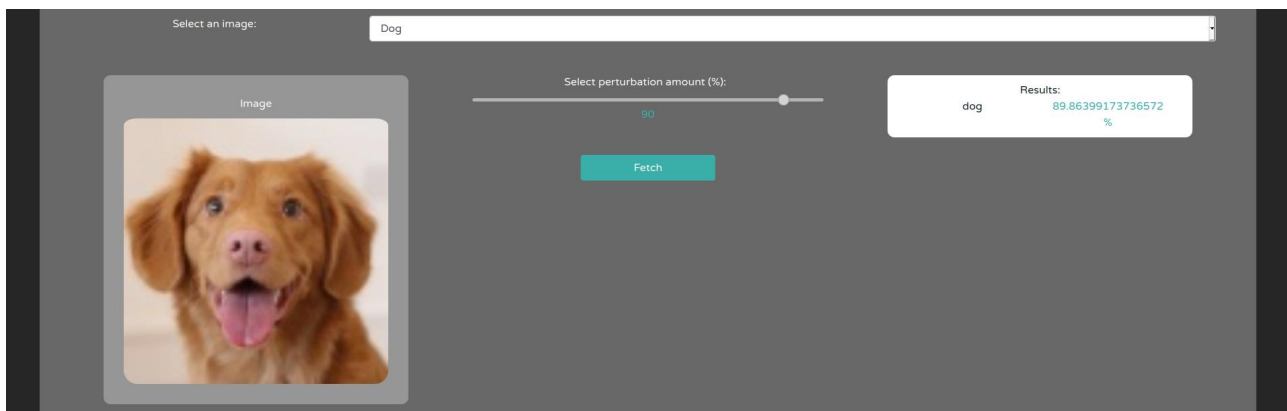 Select an image:
Dog
Image
Select perturbation amount (%):
90
Fetch
Results:
dog 89.86399173736572
%